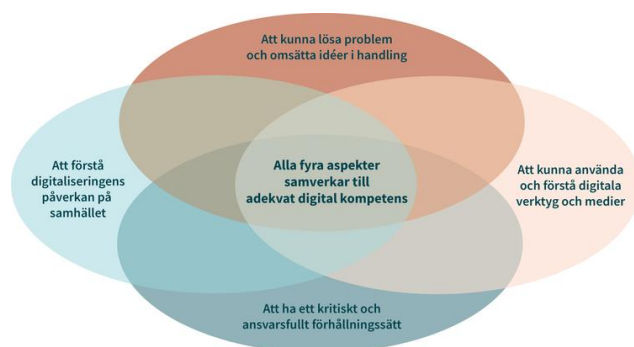 Att kunna lösa problem
och omsätta idéer i handling
Att förstå
digitaliseringens
påverkan på
samhället
Alla fyra aspekter
samverkar till
adekvat digital kompetens
Att kunna använda
och förstå digitala
verktyg och medier
Att ha ett kritiskt och
ansvarsfullt förhållningssätt